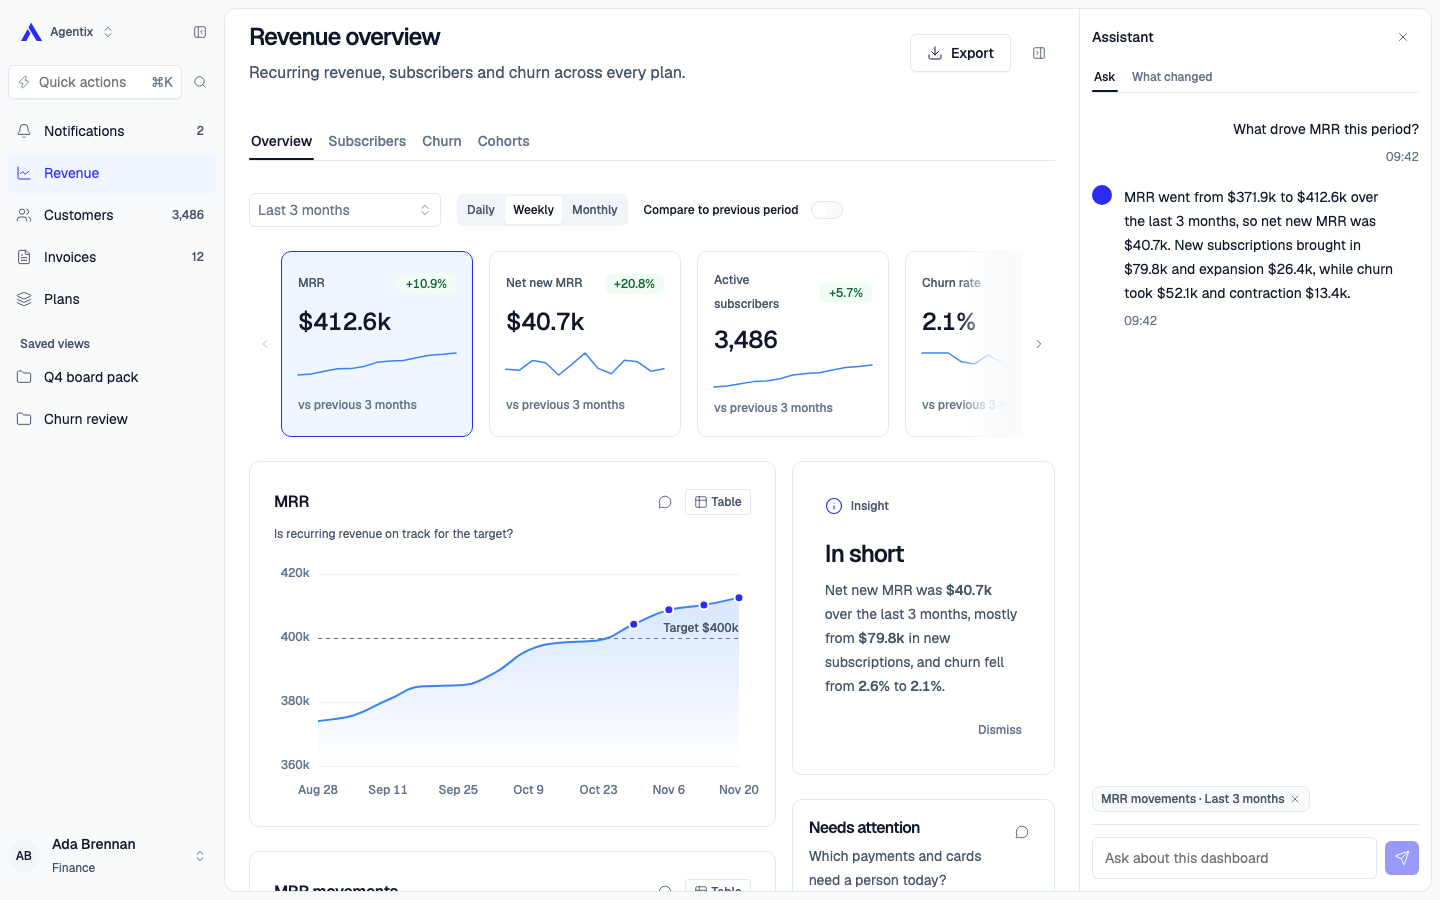 Agentix
Quick actions ⌘K
Notifications 2
Revenue
Customers 3,486
Invoices 12
Plans
Saved views
Q4 board pack
Churn review
AB
Ada Brennan
Finance
Revenue overview
Recurring revenue, subscribers and churn across every plan.
Export
Overview Subscribers Churn Cohorts
Last 3 months
Daily Weekly Monthly
Compare to previous period
MRR +10.9%
$412.6k
vs previous 3 months
Net new MRR +20.8%
$40.7k
vs previous 3 months
Active
subscribers
+5.7%
3,486
vs previous 3 months
Churn rate
2.1%
vs previous 3 m
MRR
Table
Is recurring revenue on track for the target?
420k
400k
380k
360k
Target $400k
Aug 28 Sep 11 Sep 25 Oct 9 Oct 23 Nov 6 Nov 20
Insight
In short
Net new MRR was $40.7k
over the last 3 months, mostly
from $79.8k in new
subscriptions, and churn fell
from 2.6% to 2.1%.
Dismiss
MRR movements
Table
Needs attention
Which payments and cards
need a person today?
Assistant
Ask What changed
What drove MRR this period?
09:42
MRR went from $371.9k to $412.6k over
the last 3 months, so net new MRR was
$40.7k. New subscriptions brought in
$79.8k and expansion $26.4k, while churn
took $52.1k and contraction $13.4k.
09:42
MRR movements · Last 3 months
Ask about this dashboard